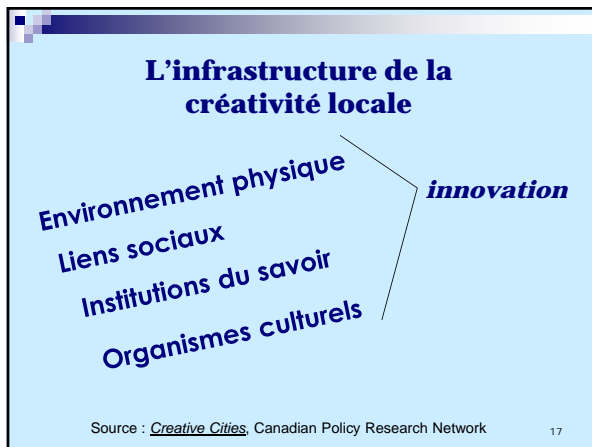 L'infrastructure de la
créativité locale
Environnement physique
innovation
Liens sociaux
Institutions du savoir
Organismes culturels
Source : Creative Cities, Canadian Policy Research Network
17